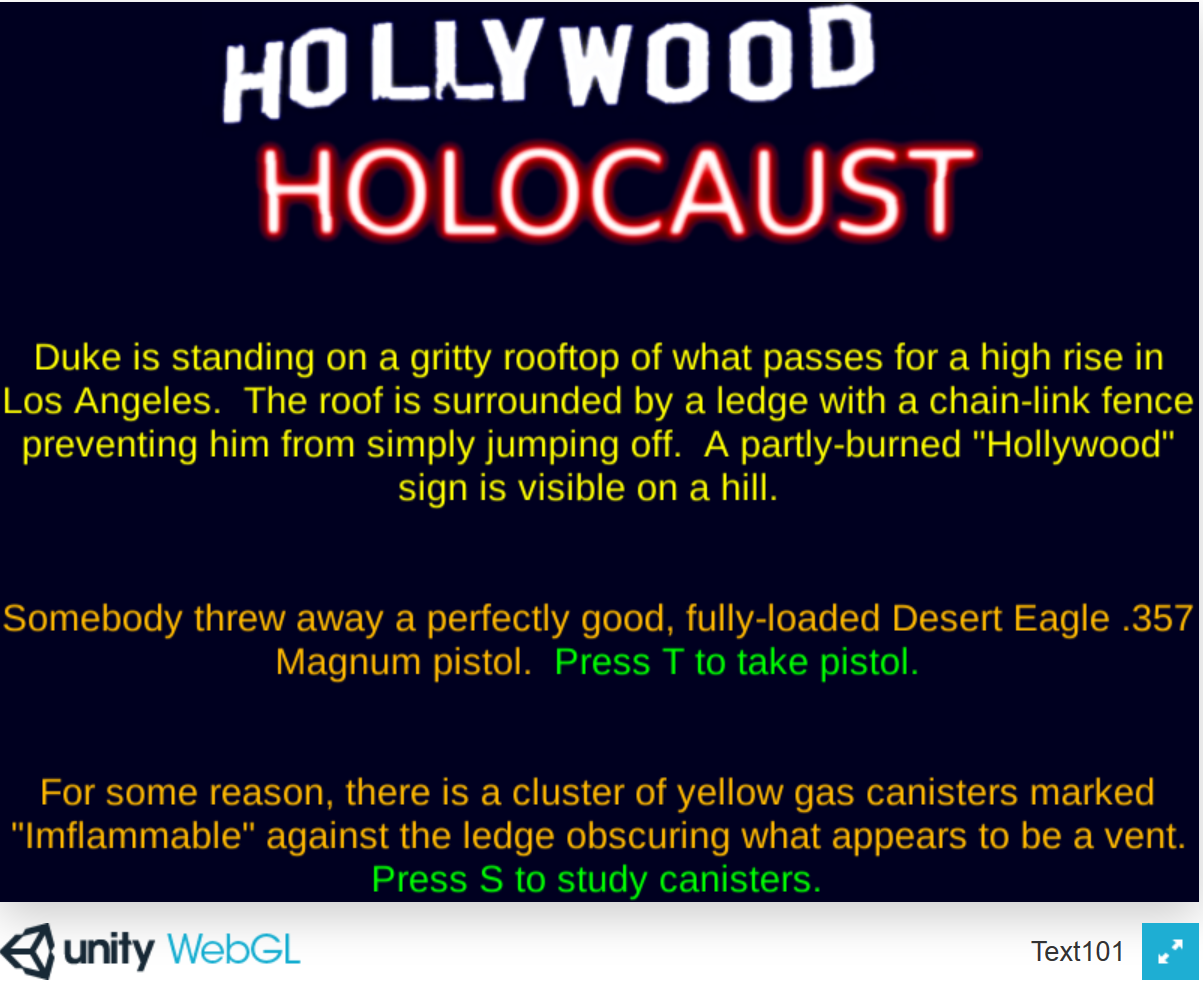 HOLLYWOOD
HOLOCAUST
Duke is standing on a gritty rooftop of what passes for a high rise in
Los Angeles.  The roof is surrounded by a ledge with a chain-link fence
preventing him from simply jumping off.  A partly-burned "Hollywood"
sign is visible on a hill.
Somebody threw away a perfectly good, fully-loaded Desert Eagle .357
Magnum pistol.  Press T to take pistol.
For some reason, there is a cluster of yellow gas canisters marked
"Imflammable" against the ledge obscuring what appears to be a vent.
Press S to study canisters.
unity WebGL
Text101